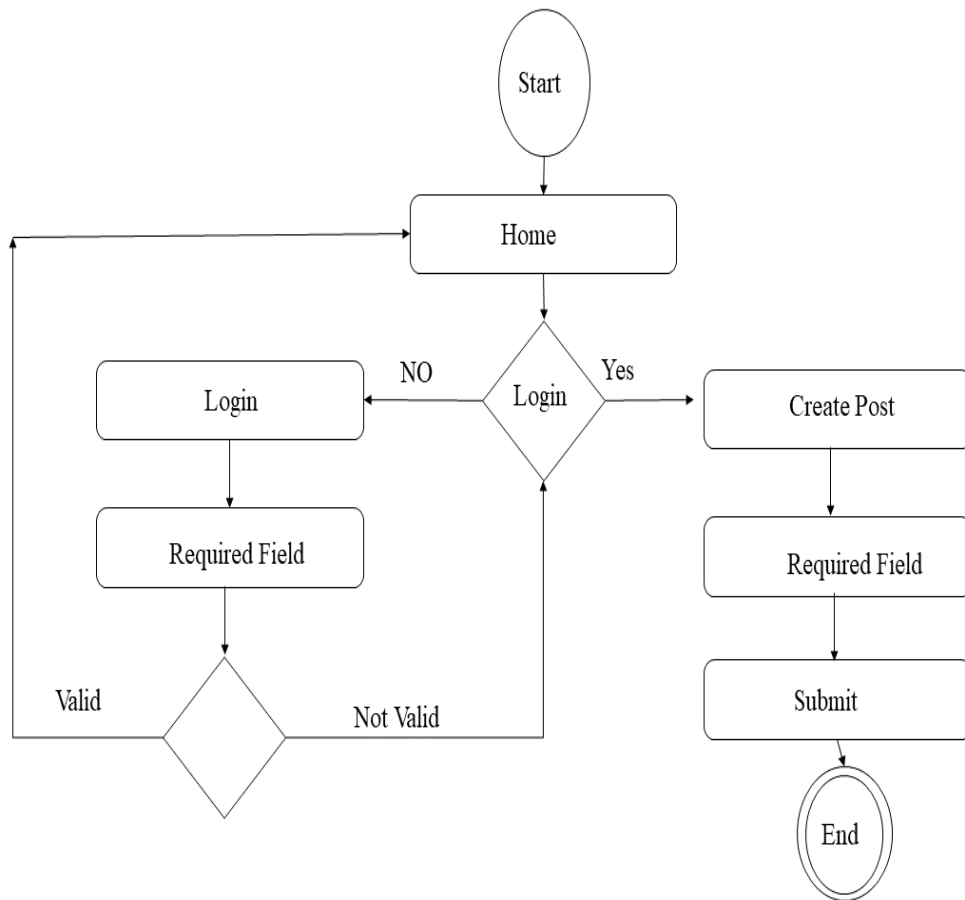 Start
Home
NO
Yes
Login
Login
Create Post
Required Field
Required Field
Valid
Not Valid
Submit
End